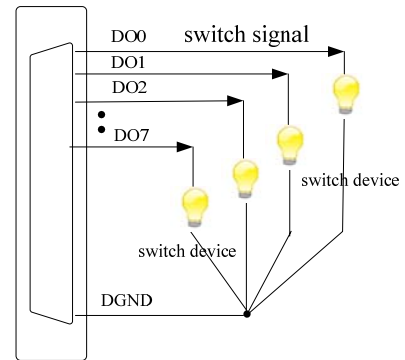 DO0
switch signal
DO1
DO2
DO7
switch device
switch device
DGND